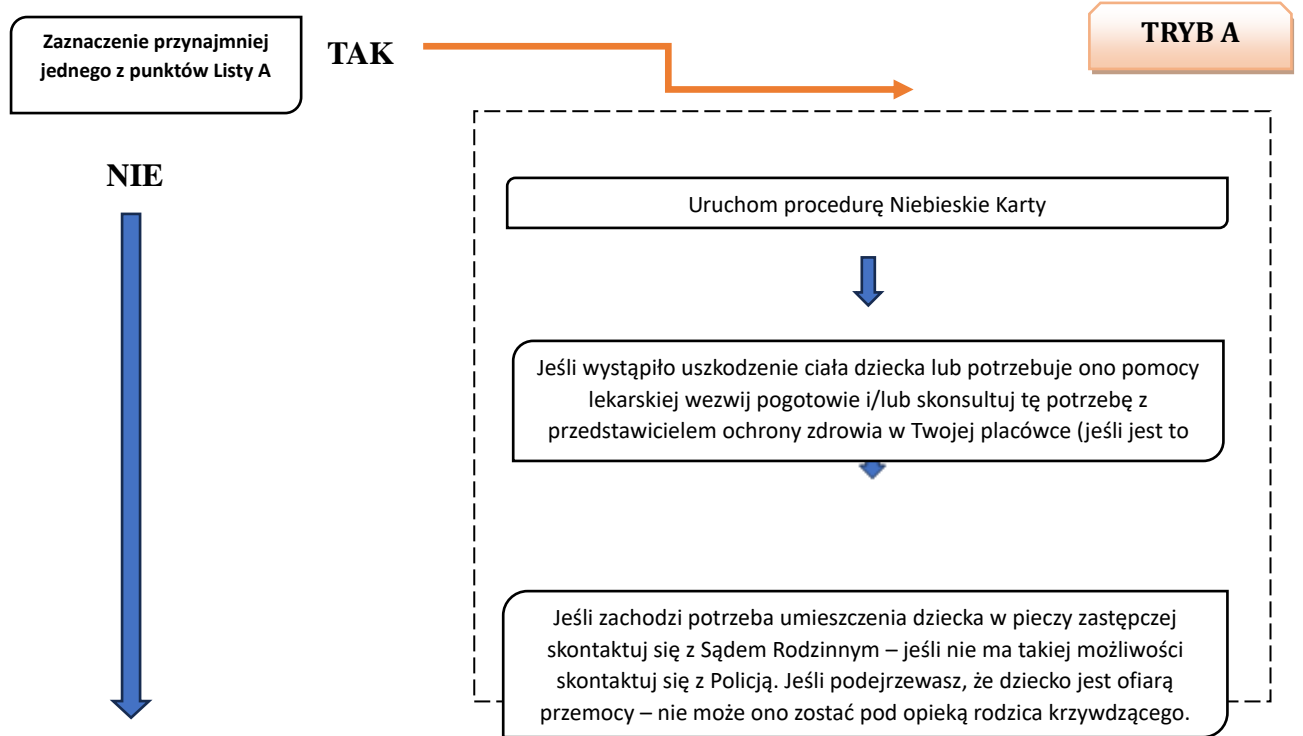 Zaznaczenie przynajmniej
jednego z punktów Listy A
TAK
TRYB A
NIE
Uruchom procedurę Niebieskie Karty
Jeśli wystąpiło uszkodzenie ciała dziecka lub potrzebuje ono pomocy
lekarskiej wezwij pogotowie i/lub skonsultuj tę potrzebę z
przedstawicielem ochrony zdrowia w Twojej placówce (jeśli jest to
Jeśli zachodzi potrzeba umieszczenia dziecka w pieczy zastępczej
skontaktuj się z Sądem Rodzinnym – jeśli nie ma takiej możliwości
skontaktuj się z Policją. Jeśli podejrzewasz, że dziecko jest ofiarą
przemocy – nie może ono zostać pod opieką rodzica krzywdzącego.